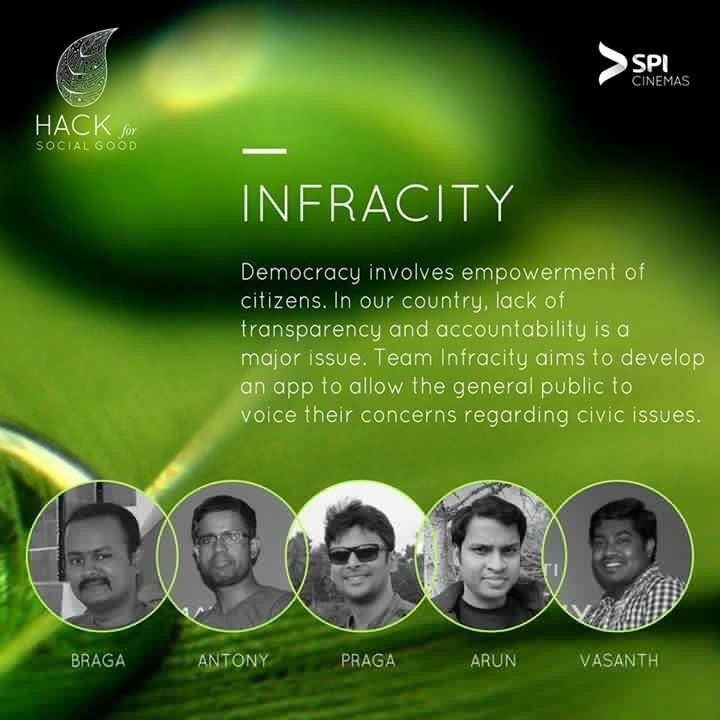 HACK for
SOCIAL GOOD
SPI
CINEMAS
INFRACITY
Democracy involves empowerment of
citizens. In our country, lack of
transparency and accountability is a
major issue. Team Infracity aims to develop
an app to allow the general public to
voice their concerns regarding civic issues.
TI
BRAGA
ANTONY
PRAGA
ARUN
VASANTH